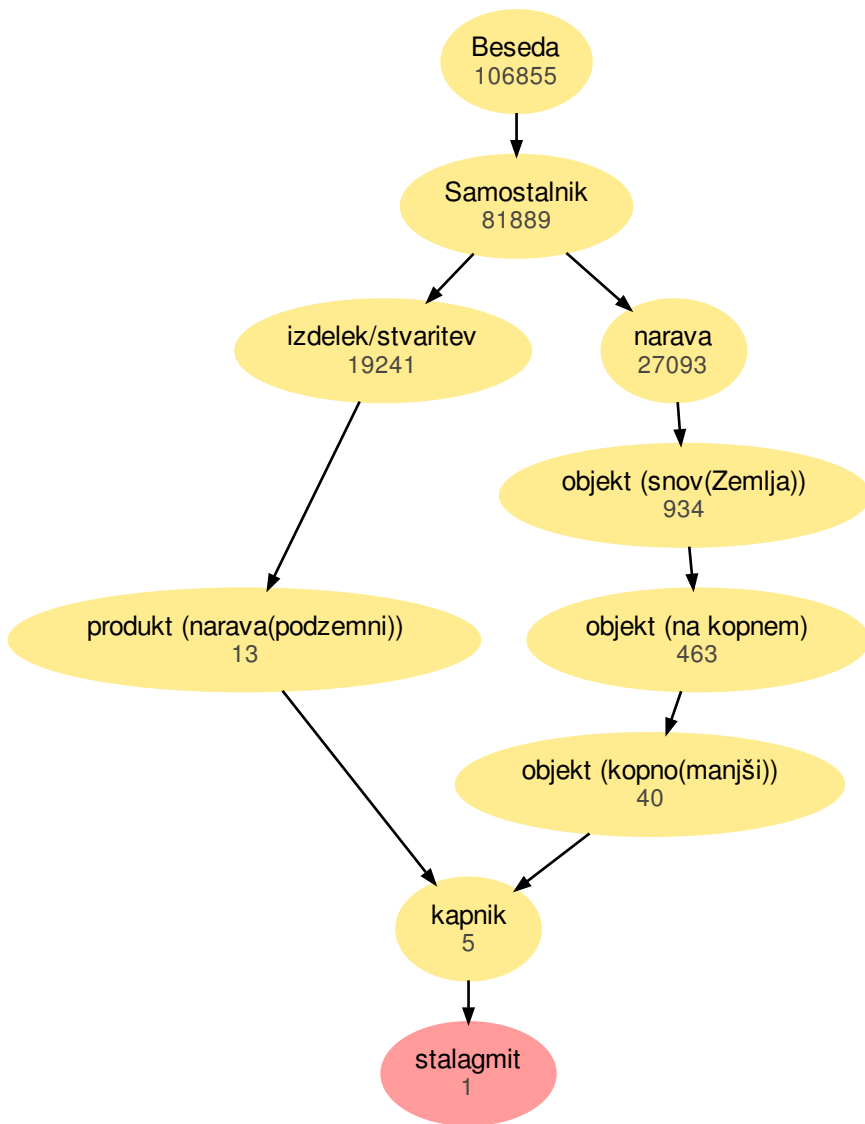 Beseda
106855
Samostalnik
81889
izdelek/stvaritev
19241
narava
27093
objekt (snov(Zemlja))
934
produkt (narava(podzemni))
13
objekt (na kopnem)
463
objekt (kopno(manjši))
40
kapnik
5
stalagmit
1